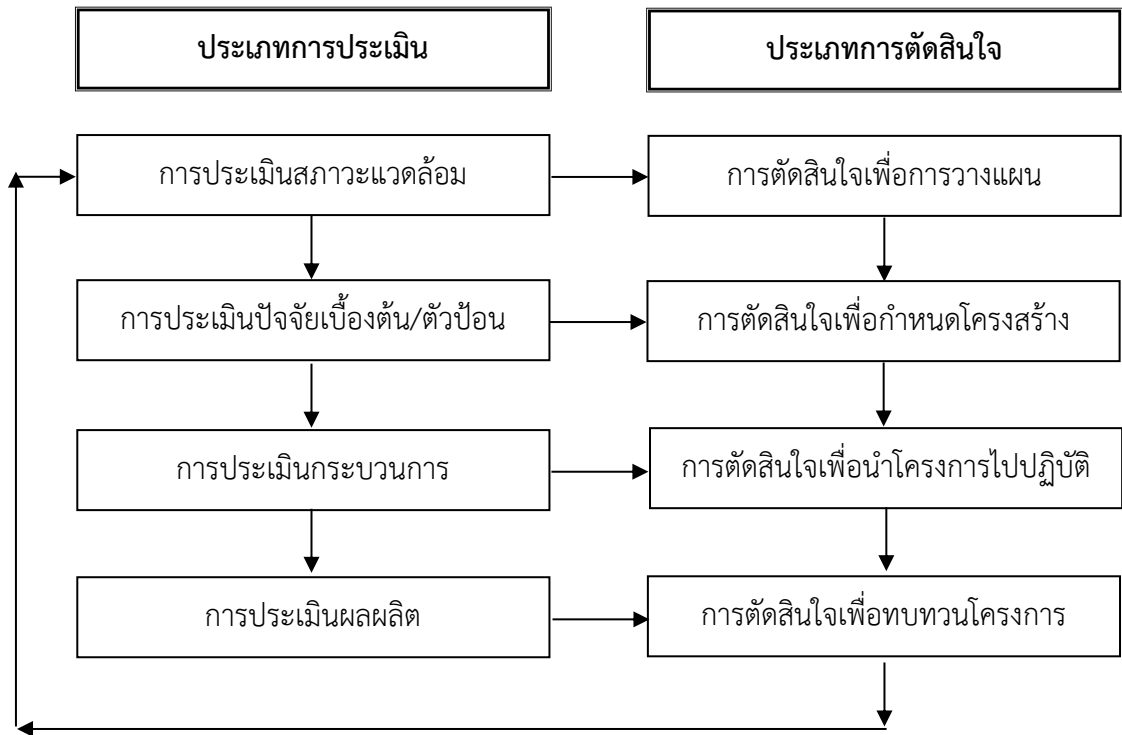 ประเภทการประเมิน
ประเภทการตัดสินใจ
การประเมินสภาวะแวดล้อม
การตัดสินใจเพื่อการวางแผน
การประเมินปัจจัยเบื้องต้น/ตัวป้อน
การตัดสินใจเพื่อกำหนดโครงสร้าง
การประเมินกระบวนการ
การตัดสินใจเพื่อนำโครงการไปปฏิบัติ
การประเมินผลผลิต
การตัดสินใจเพื่อทบทวนโครงการ